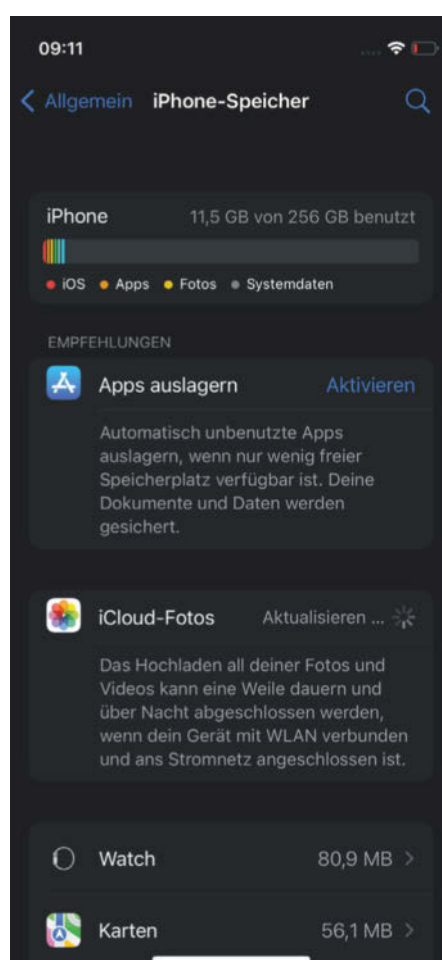 09:11
Allgemein iPhone-Speicher
iPhone 11,5 GB von 256 GB benutzt
iOS Apps Fotos Systemdaten
EMPFEHLUNGEN
Apps auslagern Aktivieren
Automatisch unbenutzte Apps
auslagern, wenn nur wenig freier
Speicherplatz verfügbar ist. Deine
Dokumente und Daten werden
gesichert.
iCloud-Fotos Aktualisieren ...
Das Hochladen all deiner Fotos und
Videos kann eine Weile dauern und
über Nacht abgeschlossen werden,
wenn dein Gerät mit WLAN verbunden
und ans Stromnetz angeschlossen ist.
Watch 80,9 MB
Karten 56,1 MB